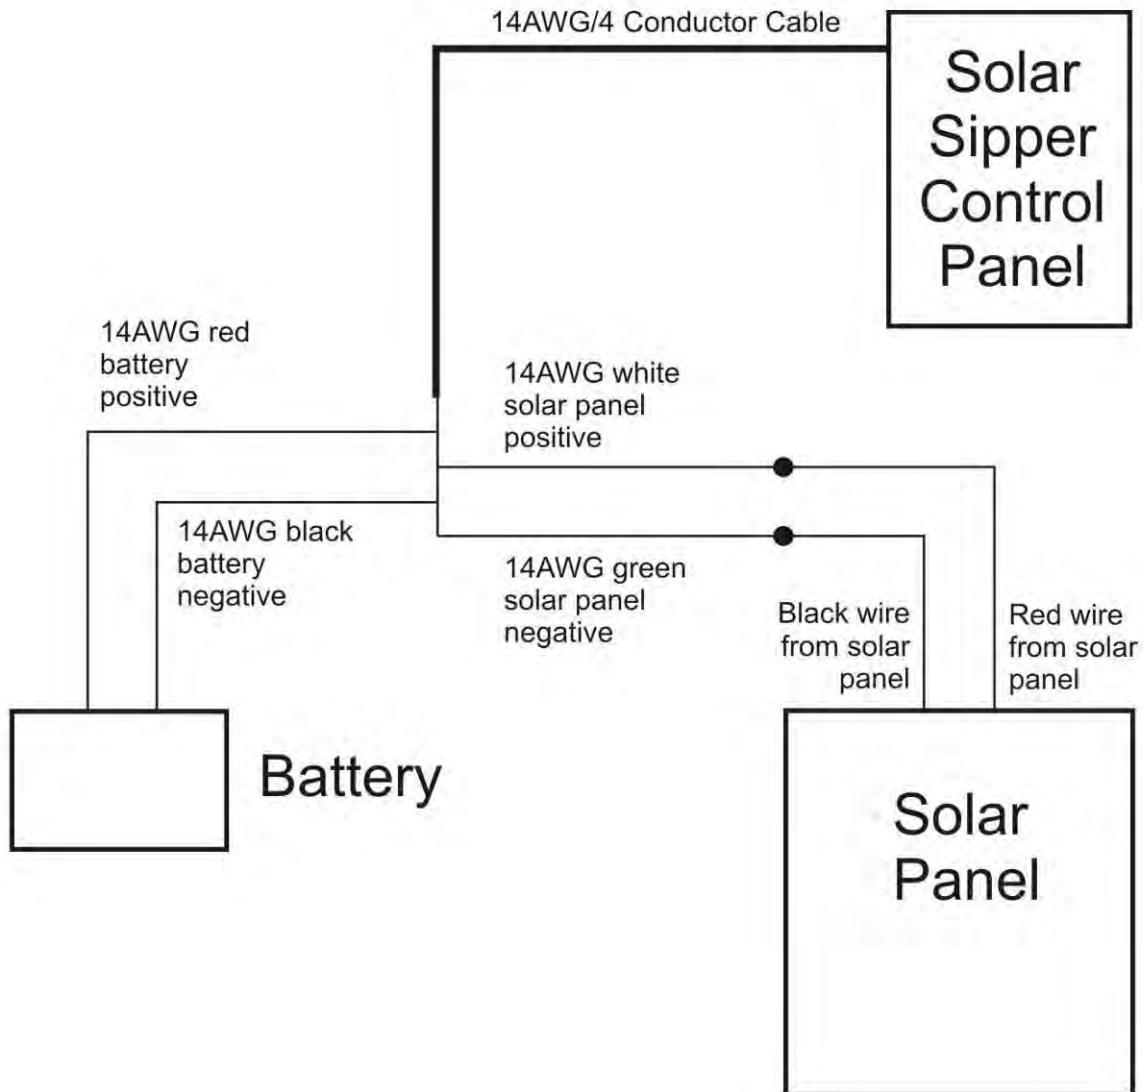 14AWG/4 Conductor Cable
Solar
Sipper
Control
Panel
14AWG red
battery
positive
14AWG white
solar panel
positive
14AWG black
battery
negative
14AWG green
solar panel
negative
Black wire
from solar
panel
Red wire
from solar
panel
Battery
Solar
Panel